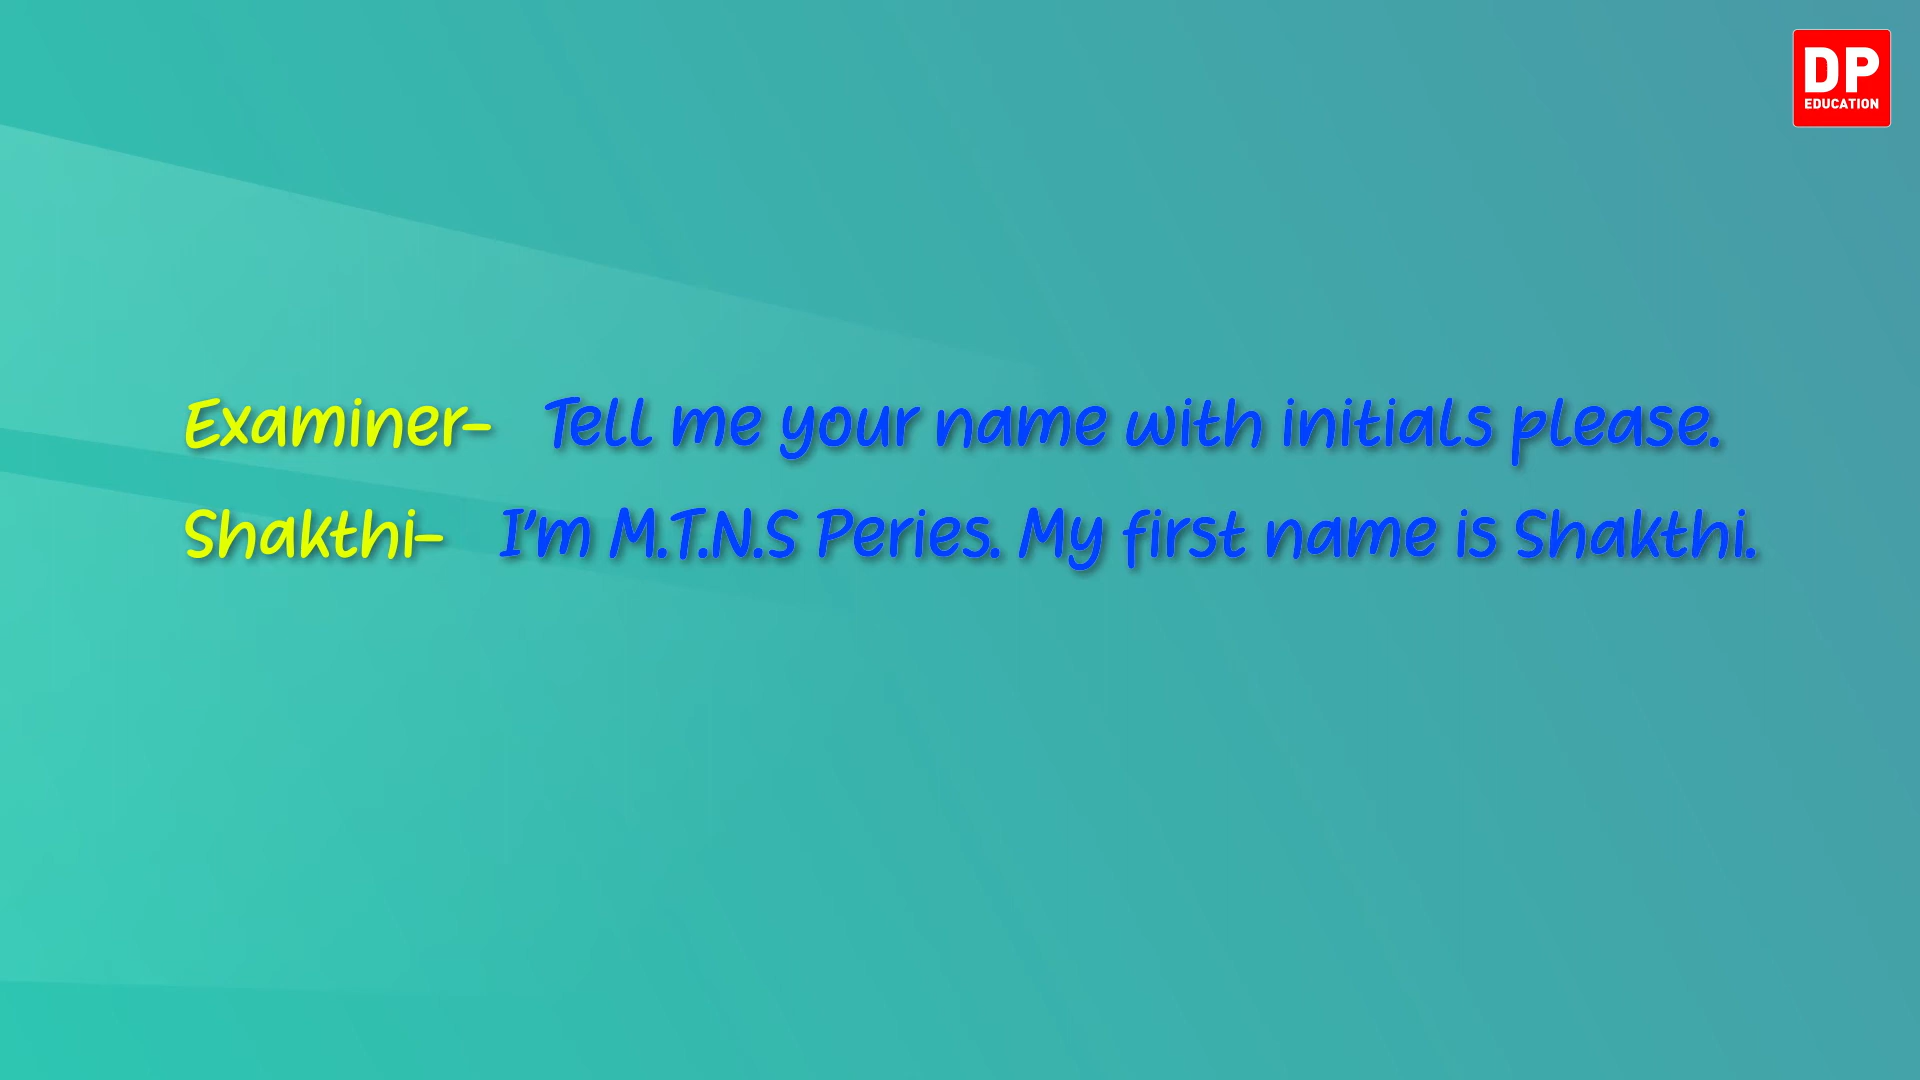 DP
EDUCATION
Examiner- Tell me your name with initials please.
Shakthi- I'm M.T.N.S Peries. My first name is Shakthi.